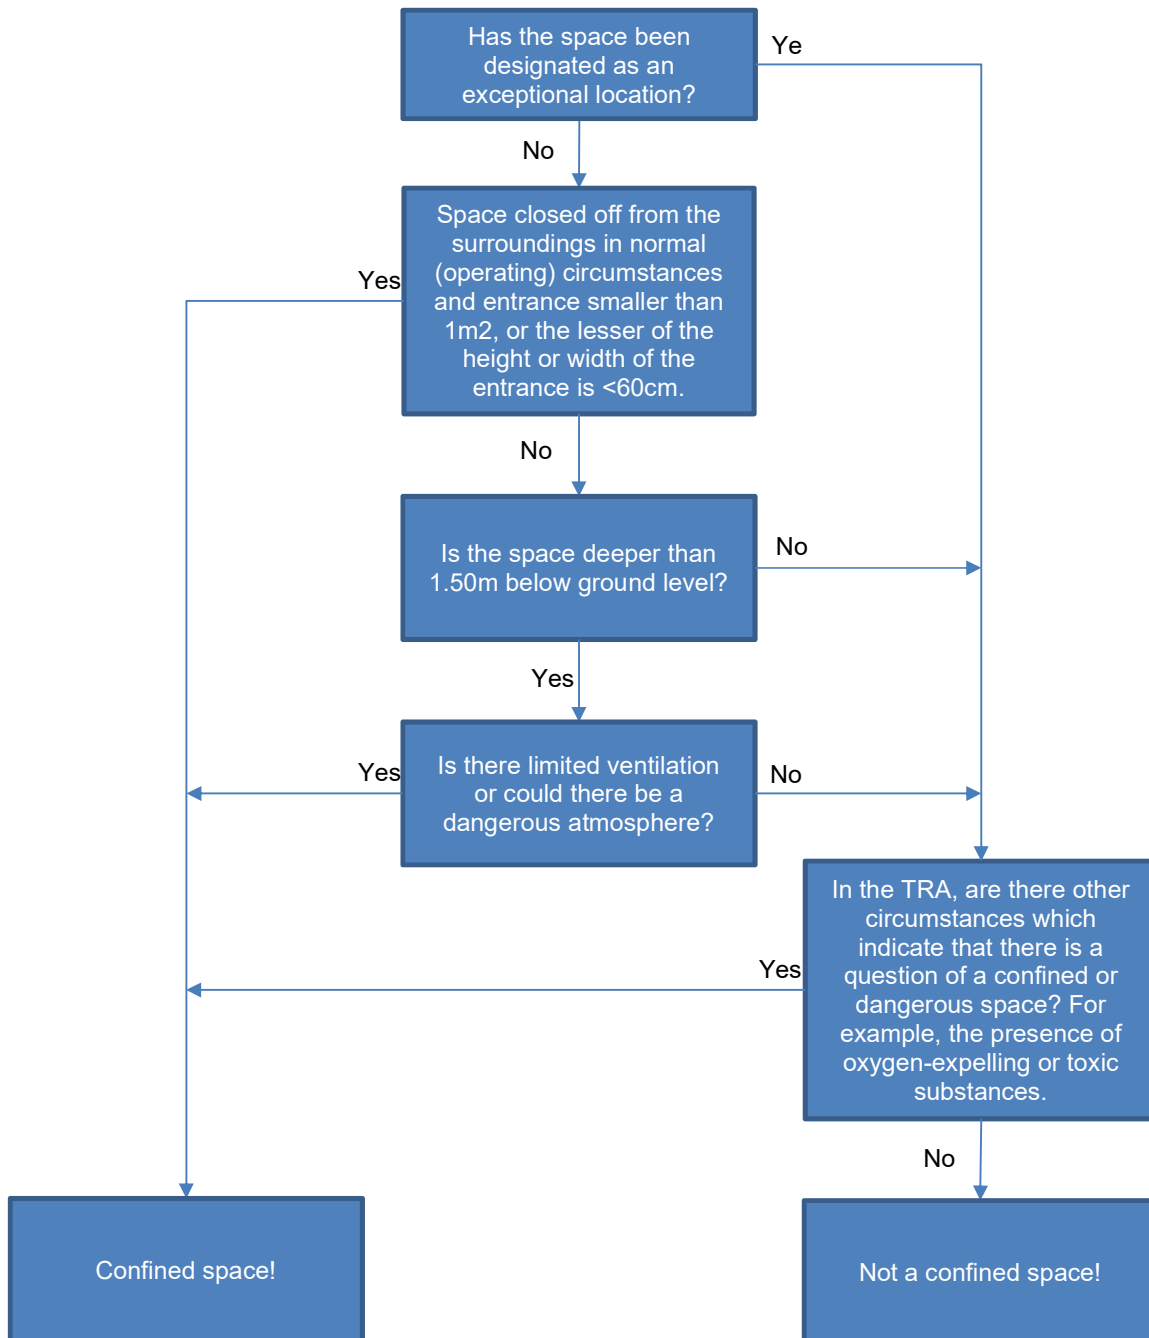 Has the space been
designated as an
exceptional location?
Ye
No
Space closed off from the
surroundings in normal
(operating) circumstances
and entrance smaller than
1m2, or the lesser of the
height or width of the
entrance is <60cm.
Yes
No
Is the space deeper than
1.50m below ground level?
No
Yes
Is there limited ventilation
or could there be a
dangerous atmosphere?
Yes
No
In the TRA, are there other
circumstances which
indicate that there is a
question of a confined or
dangerous space? For
example, the presence of
oxygen-expelling or toxic
substances.
Yes
No
Confined space!
Not a confined space!